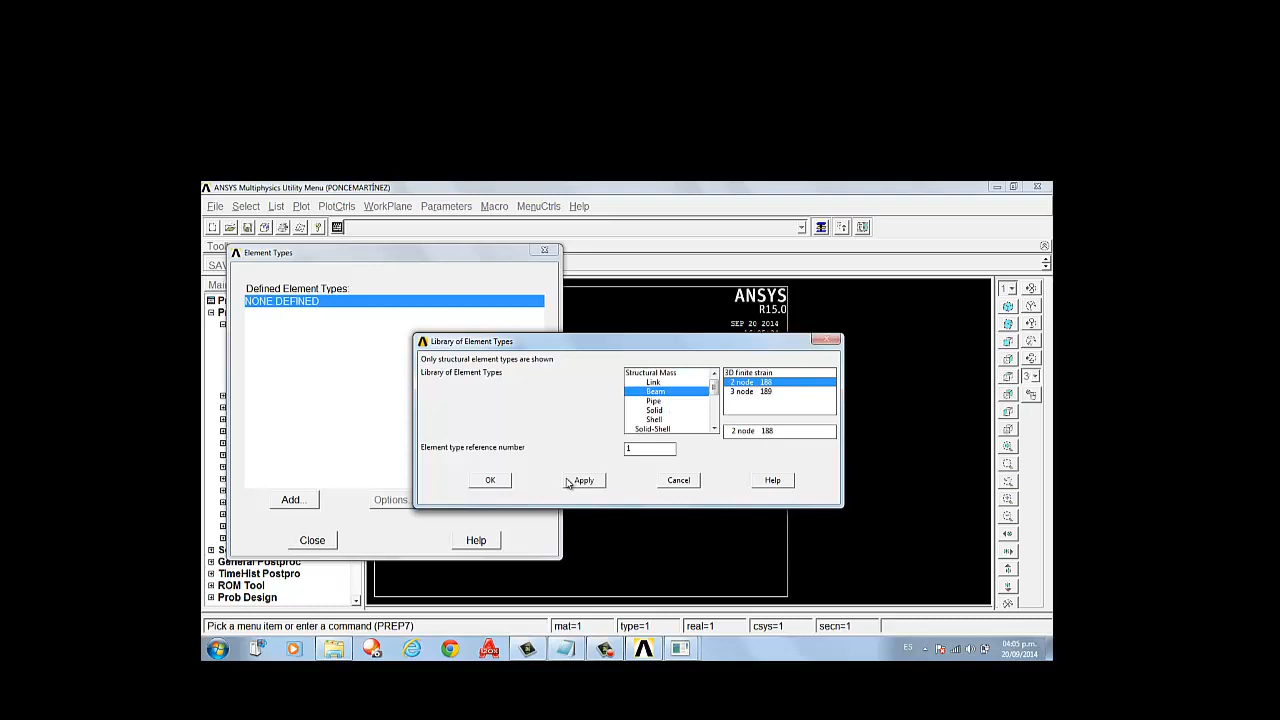 ANSYS Multiphysics Utility Menu (PONCEMARTÍNEZ)
File Select List Plot PlotCtrls WorkPlane Parameters Macro MenuCtrls Help
Element Types
Defined Element Types:
NONE DEFINED
ANSYS
R15.0
SEP 20 2014
1
3
Library of Element Types
Only structural element types are shown
Library of Element Types
Structural Mass
Link
Beam
Pipe
Solid
Shell
Solid-Shell
3D finite strain
2 node 188
3 node 189
2 node 188
Element type reference number
1
OK Apply Cancel Help
Add... Options.
Close Help
General Postproc
TimeHist Postpro
ROM Tool
Prob Design
Pick a menu item or enter a command (PREP7) mat=1 type=1 real=1 csys=1 secn=1
ES
04:05 p.m.
20/09/2014